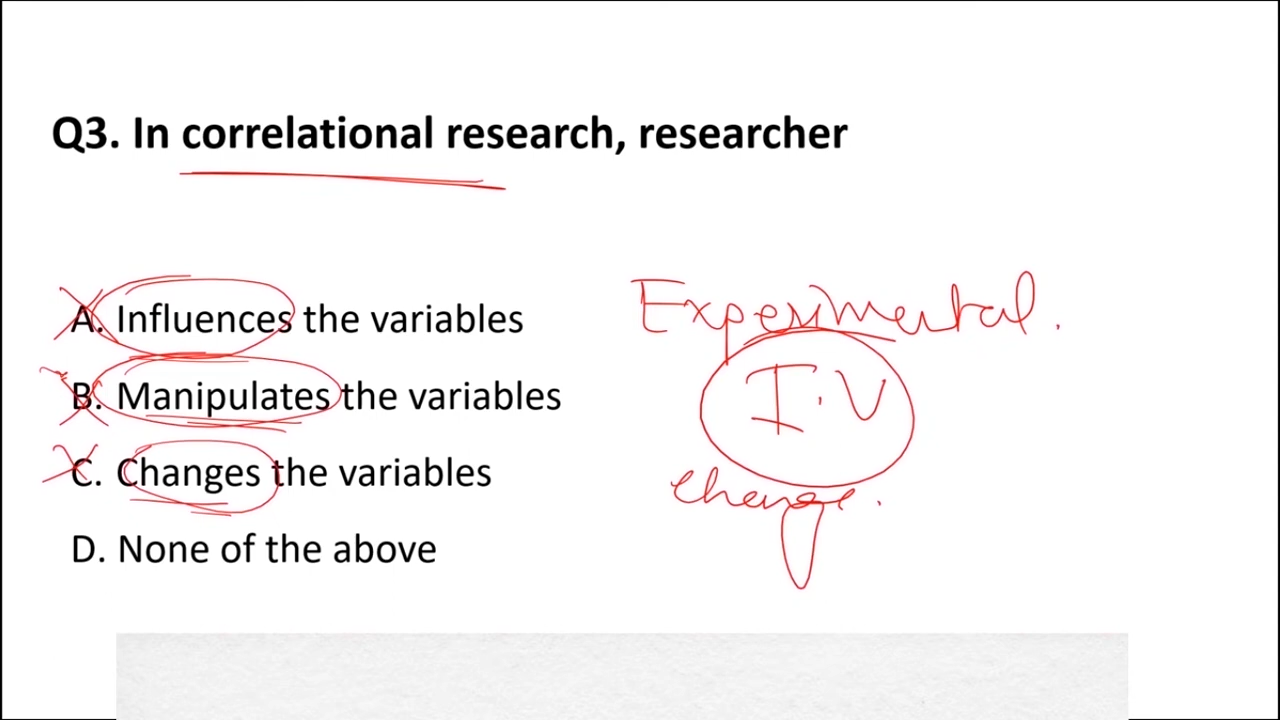 Q3. In correlational research, researcher
A. Influences the variables
B. Manipulates the variables
C. Changes the variables
D. None of the above
Experimental.
I.V
change.